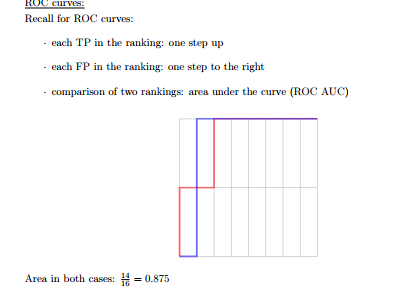 ROC curves:
Recall for ROC curves:
· each TP in the ranking: one step up
· each FP in the ranking: one step to the right
· comparison of two rankings: area under the curve (ROC AUC)
Area in both cases: 14/16 = 0.875